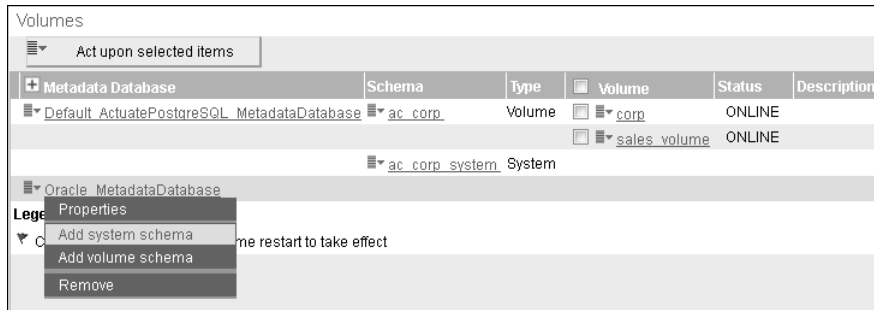 Volumes
Act upon selected items
Metadata Database Schema Type Volume Status Description
Default_ActuatePostgreSQL_MetadataDatabase ac_corp Volume corp ONLINE
sales_volume ONLINE
ac_corp_system System
Oracle_MetadataDatabase
Properties
Lege
Add system schema
C me restart to take effect
Add volume schema
Remove